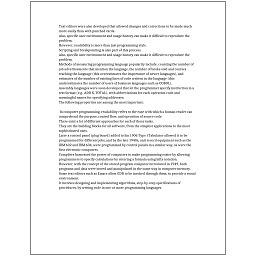 Text editors were also developed that allowed changes and corrections to be made much
more easily than with punched cards.
Also, specific user environment and usage history can make it difficult to reproduce the
problem.
However, readability is more than just programming style.
Scripting and breakpointing is also part of this process.
Also, specific user environment and usage history can make it difficult to reproduce the
problem.
Methods of measuring programming language popularity include: counting the number of
job advertisements that mention the language, the number of books sold and courses
teaching the language (this overestimates the importance of newer languages), and
estimates of the number of existing lines of code written in the language (this
underestimates the number of users of business languages such as COBOL).
Assembly languages were soon developed that let the programmer specify instruction in a
text format (e.g., ADD X, TOTAL), with abbreviations for each operation code and
meaningful names for specifying addresses.
The following properties are among the most important.

In computer programming, readability refers to the ease with which a human reader can
comprehend the purpose, control flow, and operation of source code.
There exist a lot of different approaches for each of those tasks.
They are the building blocks for all software, from the simplest applications to the most
sophisticated ones.
Later a control panel (plug board) added to his 1906 Type I Tabulator allowed it to be
programmed for different jobs, and by the late 1940s, unit record equipment such as the
IBM 602 and IBM 604, were programmed by control panels in a similar way, as were the
first electronic computers.
Compilers harnessed the power of computers to make programming easier by allowing
programmers to specify calculations by entering a formula using infix notation.
However, with the concept of the stored-program computer introduced in 1949, both
programs and data were stored and manipulated in the same way in computer memory.
Some text editors such as Emacs allow GDB to be invoked through them, to provide a visual
environment.
It involves designing and implementing algorithms, step-by-step specifications of
procedures, by writing code in one or more programming languages.